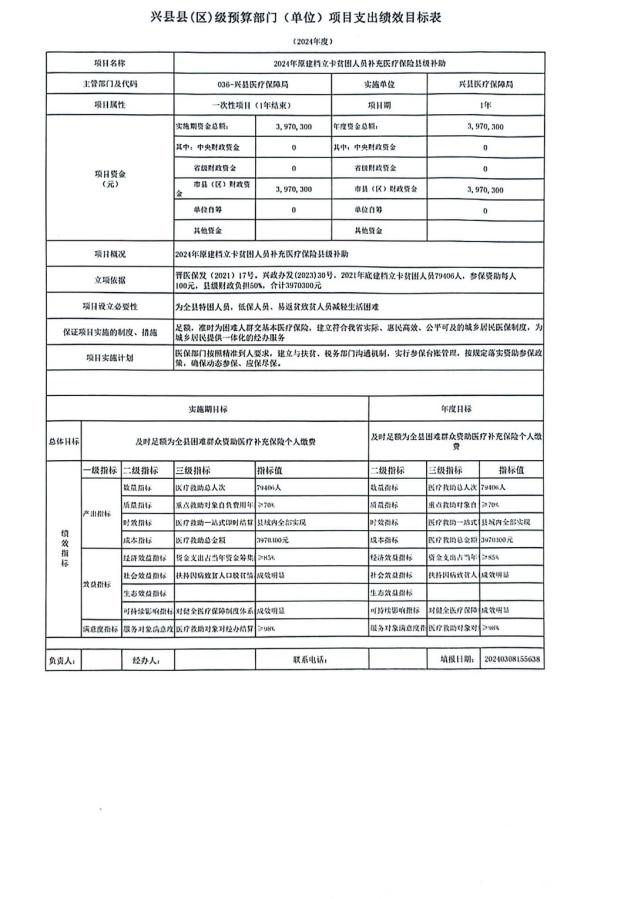 兴县县(区)级预算部门（单位）项目支出绩效目标表
（2024年度）
项目名称 2024年原建档立卡贫困人员补充医疗保险县级补助
主管部门及代码 036-兴县医疗保障局 实施单位 兴县医疗保障局
项目属性 一次性项目（1年结束） 项目期 1年
项目资金（元） 实施期资金总额： 3,970,300 年度资金总额： 3,970,300
其中：中央财政资金 0 其中：中央财政资金 0
省级财政资金 0 省级财政资金 0
市县（区）财政资金 3,970,300 市县（区）财政资金 3,970,300
单位自筹 0 单位自筹 0
其他资金 其他资金
项目概况 2024年原建档立卡贫困人员补充医疗保险县级补助
立项依据 晋医保发（2021）17号。兴政办发(2023)30号，2021年底建档立卡贫困人员79406人，参保资助每人
100元，县级财政负担50%，合计3970300元
项目设立必要性 为全县特困人员，低保人员、易返贫致贫人员减轻生活困难
保证项目实施的制度、措施 足额，准时为困难人群交基本医疗保险，建立符合我省实际、惠民高效、公平可及的城乡居民医保制度，为
城乡居民提供一体化的经办服务
项目实施计划 医保部门按照精准到人要求，建立与扶贫、税务部门沟通机制，实行参保台账管理，按规定落实资助参保政
策，确保动态参保、应保尽保。
实施期目标 年度目标
总体目标 及时足额为全县困难群众资助医疗补充保险个人缴费 及时足额为全县困难群众资助医疗补充保险个人缴
费
绩效指标 一级指标 二级指标 三级指标 指标值 二级指标 三级指标 指标值
产出指标 数量指标 医疗救助总人次 79406人 数量指标 医疗救助总人次 79406人
质量指标 重点救助对象自负费用年 ≥70% 质量指标 重点救助对象自 ≥70%
时效指标 医疗救助一站式即时结算 县域内全部实现 时效指标 医疗救助一站式 县域内全部实现
成本指标 医疗救助总金额 3970300元 成本指标 医疗救助总金额 3970300元
效益指标 经济效益指标 资金支出占当年资金筹集 ≥85% 经济效益指标 资金支出占当年 ≥85%
社会效益指标 扶持因病致贫人口脱贫情 成效明显 社会效益指标 扶持因病致贫人 成效明显
生态效益指标 生态效益指标
可持续影响指标 对健全医疗保障制度体系 成效明显 可持续影响指标 对健全医疗保障 成效明显
满意度指标 服务对象满意度 医疗救助对象对经办结算 ≥98% 服务对象满意度指 医疗救助对象对 ≥98%
负责人： 经办人： 联系电话： 填报日期： 20240308155638